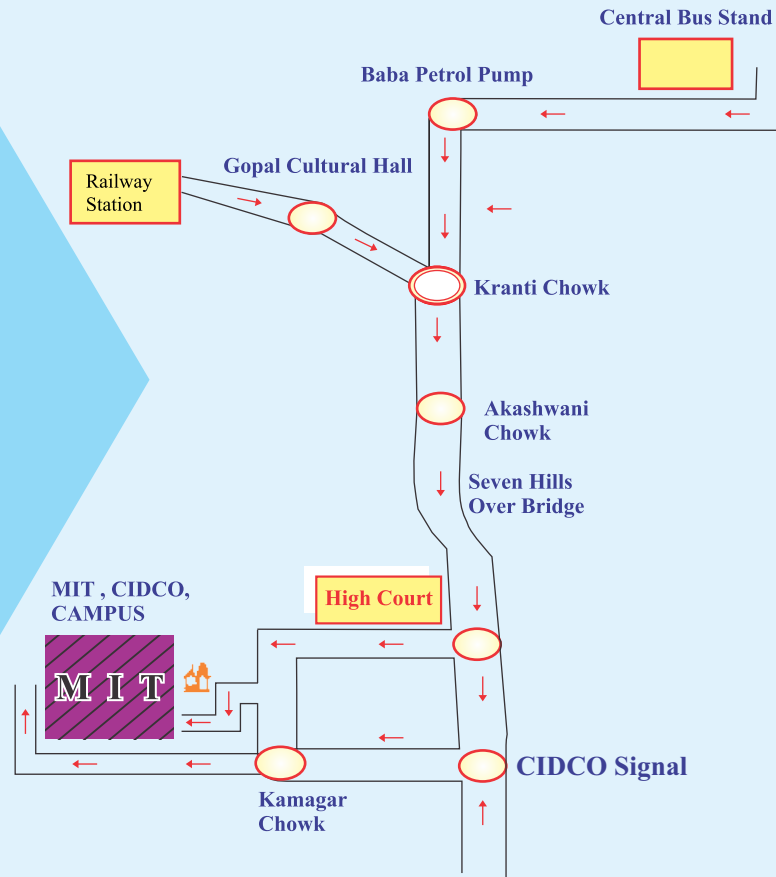 Central Bus Stand
Baba Petrol Pump
Gopal Cultural Hall
Railway
Station
Kranti Chowk
Akashwani
Chowk
Seven Hills
Over Bridge
MIT , CIDCO,
CAMPUS
High Court
M I T
CIDCO Signal
Kamagar
Chowk